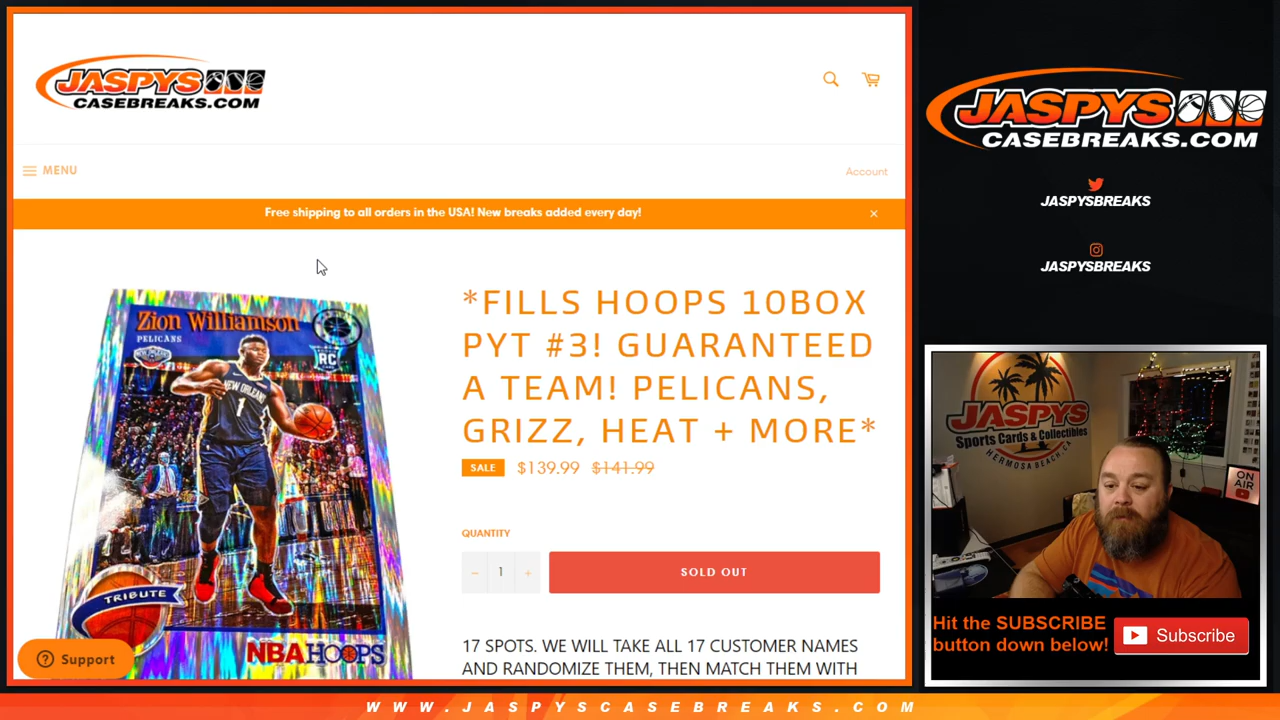 JASPYS
CASEBREAKS.COM
MENU
Account
Free shipping to all orders in the USA! New breaks added every day!
×
Zion Williamson
PELICANS
RC
NEW ORLEANS
1
TRIBUTE
NBA HOOPS
*FILLS HOOPS 10BOX
PYT #3! GUARANTEED
A TEAM! PELICANS,
GRIZZ, HEAT + MORE*
SALE $139.99 $141.99
QUANTITY
− 1 +
SOLD OUT
17 SPOTS. WE WILL TAKE ALL 17 CUSTOMER NAMES
AND RANDOMIZE THEM, THEN MATCH THEM WITH
Support
JASPYS
CASEBREAKS.COM
JASPYSBREAKS
JASPYSBREAKS
JASPYS
Sports Cards & Collectibles
HERMOSA BEACH, CA
ON
AIR
Hit the SUBSCRIBE
button down below!
Subscribe
WWW.JASPYSCASEBREAKS.COM